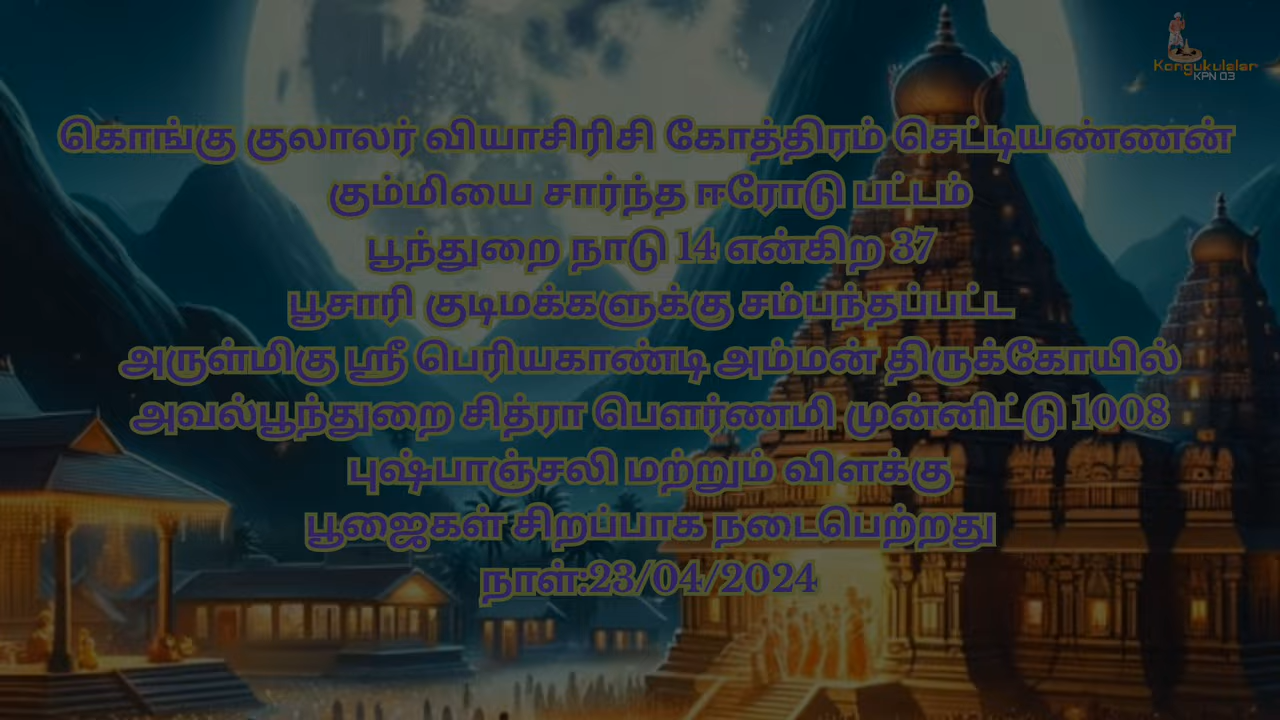 Kongukulalar
KPN 03
கொங்கு குலாலர் வியாசிரிசி கோத்திரம் செட்டியண்ணன்
கும்மியை சார்ந்த ஈரோடு பட்டம்
பூந்துறை நாடு 14 என்கிற 37
பூசாரி குடிமக்களுக்கு சம்பந்தப்பட்ட
அருள்மிகு ஸ்ரீ பெரியகாண்டி அம்மன் திருக்கோயில்
அவல்பூந்துறை சித்ரா பௌர்ணமி முன்னிட்டு 1008
புஷ்பாஞ்சலி மற்றும் விளக்கு
பூஜைகள் சிறப்பாக நடைபெற்றது
நாள்:23/04/2024